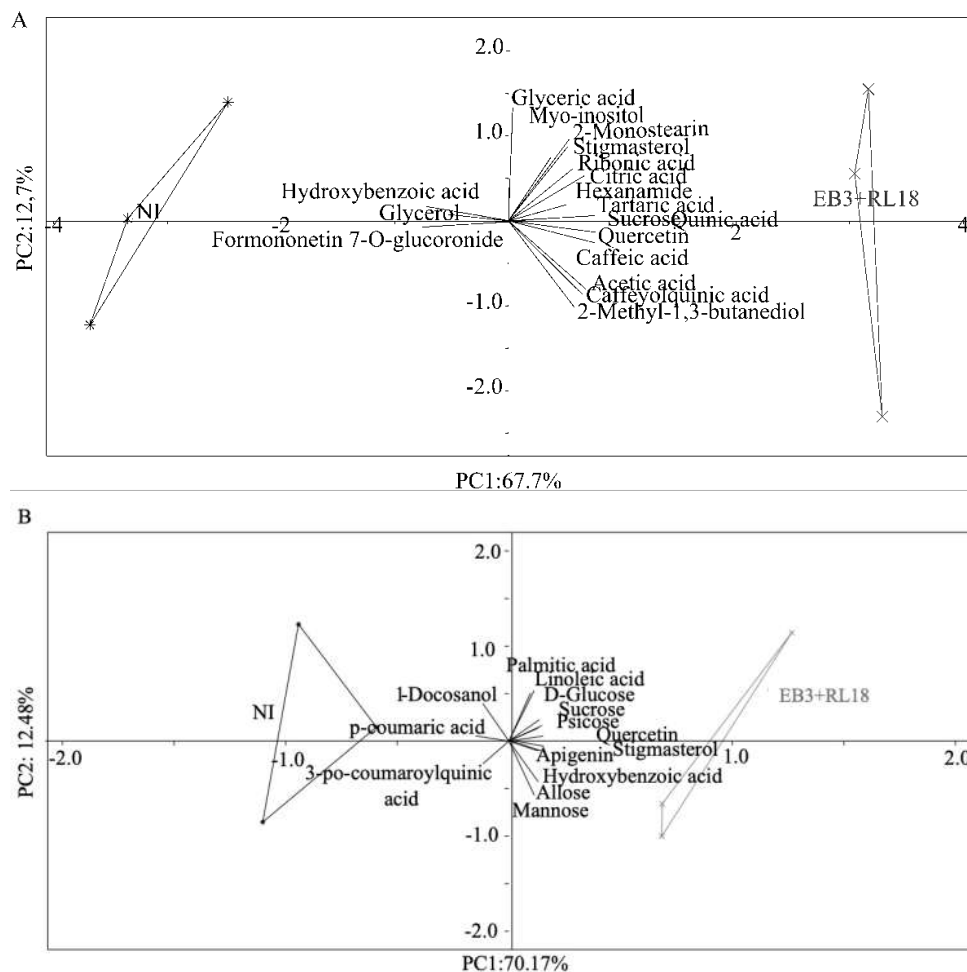 A
2.0
Glyceric acid
Myo-inositol
1.0
2-Monostearin
Stigmasterol
Ribonic acid
Citric acid
Hydroxybenzoic acid
Hexanamide
Glycerol
Tartaric acid
EB3+RL18
-4
NI
-2
Sucrose
Quinic acid
2
4
Formononetin 7-O-glucoronide
Quercetin
Caffeic acid
Acetic acid
Caffeyolquinic acid
-1.0
2-Methyl-1,3-butanediol
-2.0
PC2: 12,7%
PC1:67.7%
B
2.0
1.0
Palmitic acid
Linoleic acid
1-Docosanol
D-Glucose
EB3+RL18
NI
Sucrose
p-coumaric acid
Psicose
Quercetin
-2.0
-1.0
Stigmasterol
1.0
2.0
Apigenin
3-po-coumaroylquinic
acid
Hydroxybenzoic acid
Allose
Mannose
-1.0
-2.0
PC2: 12.48%
PC1:70.17%